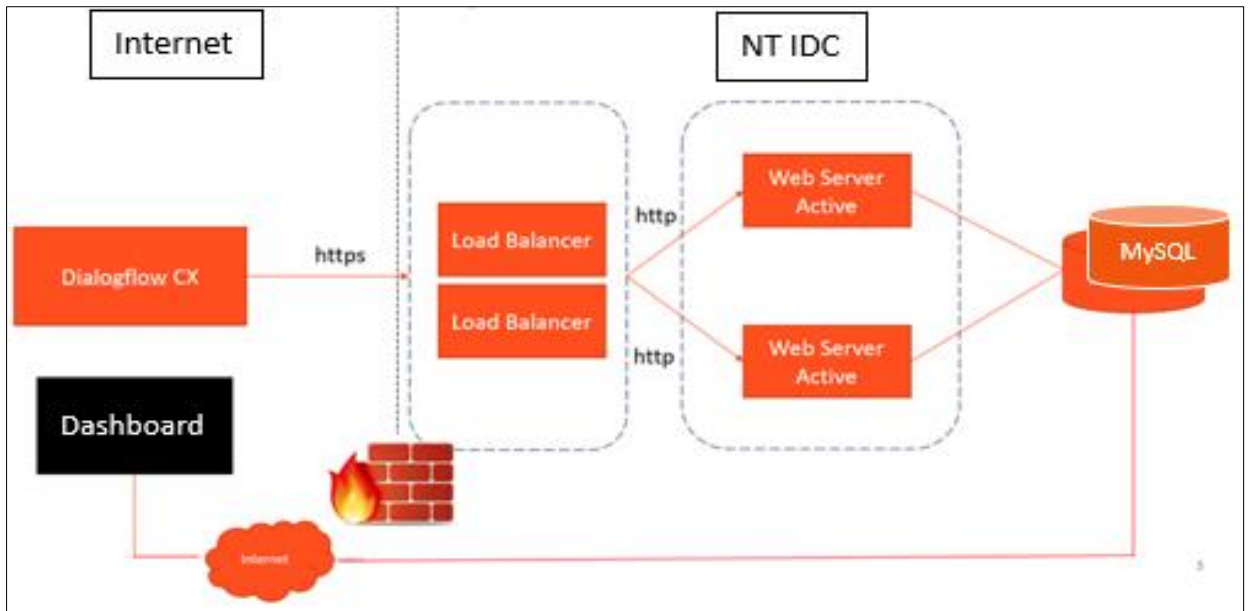 Internet
NT IDC
Web Server
Active
http
Load Balancer
https
MySQL
Dialogflow CX
Load Balancer
http
Web Server
Active
Dashboard
Internet